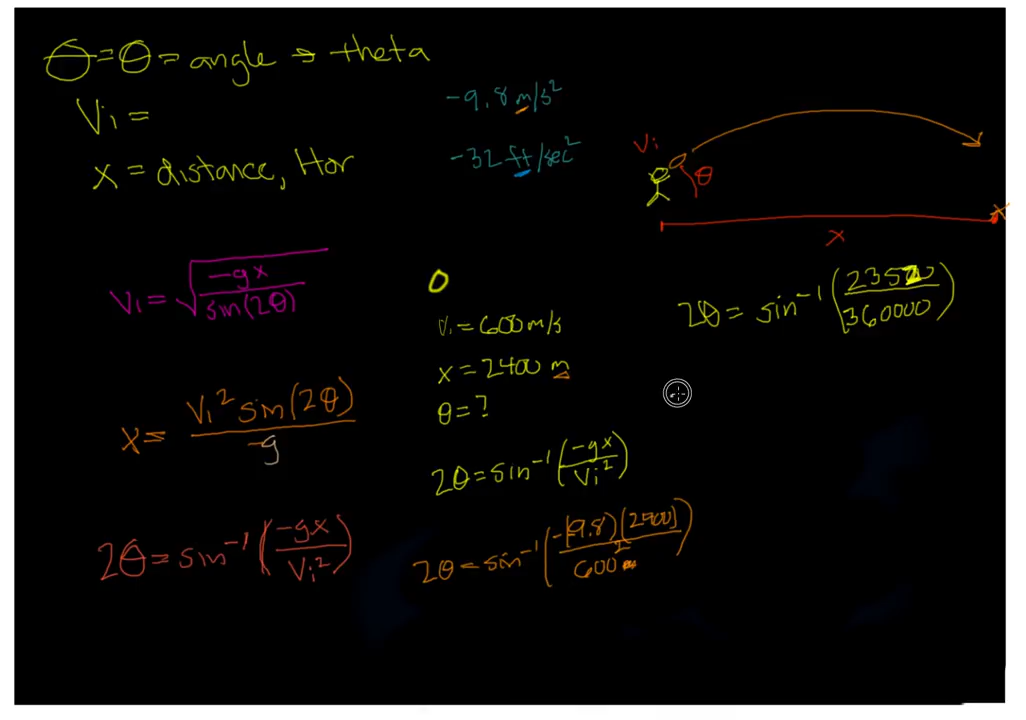 θ = θ = angle → theta
Vi =
x = distance, Hor
-9.8 m/s²
-32 ft/sec²
Vi
θ
x
Vi = √(-gx / sin(2θ))
x = Vi² sin(2θ) / -g
2θ = sin⁻¹(-gx / Vi²)
0
Vi = 600 m/s
x = 2400 m
θ = ?
2θ = sin⁻¹(-gx / Vi²)
2θ = sin⁻¹(-(9.8)(2400) / 600²)
2θ = sin⁻¹(23520 / 360000)